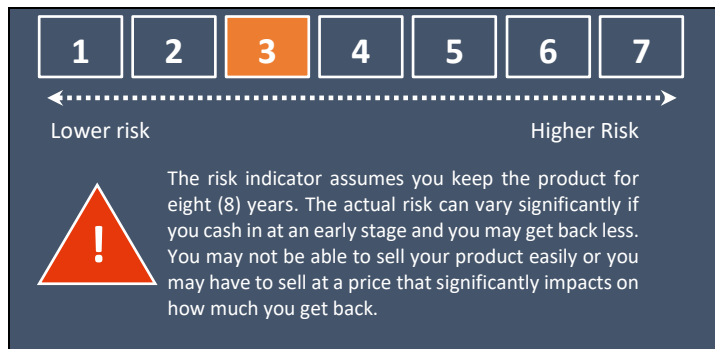 1 2 3 4 5 6 7
Lower risk Higher Risk
The risk indicator assumes you keep the product for
eight (8) years. The actual risk can vary significantly if
you cash in at an early stage and you may get back less.
You may not be able to sell your product easily or you
may have to sell at a price that significantly impacts on
how much you get back.
!